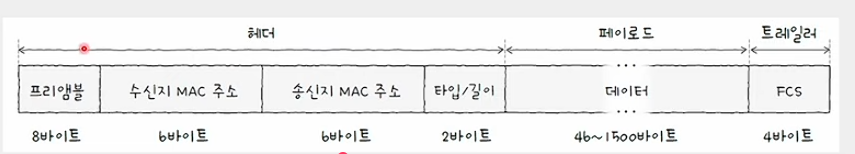 헤더 페이로드 트레일러
프리앰블 수신지 MAC 주소 송신지 MAC 주소 타입/길이 데이터 FCS
8바이트 6바이트 6바이트 2바이트 46~1500바이트 4바이트